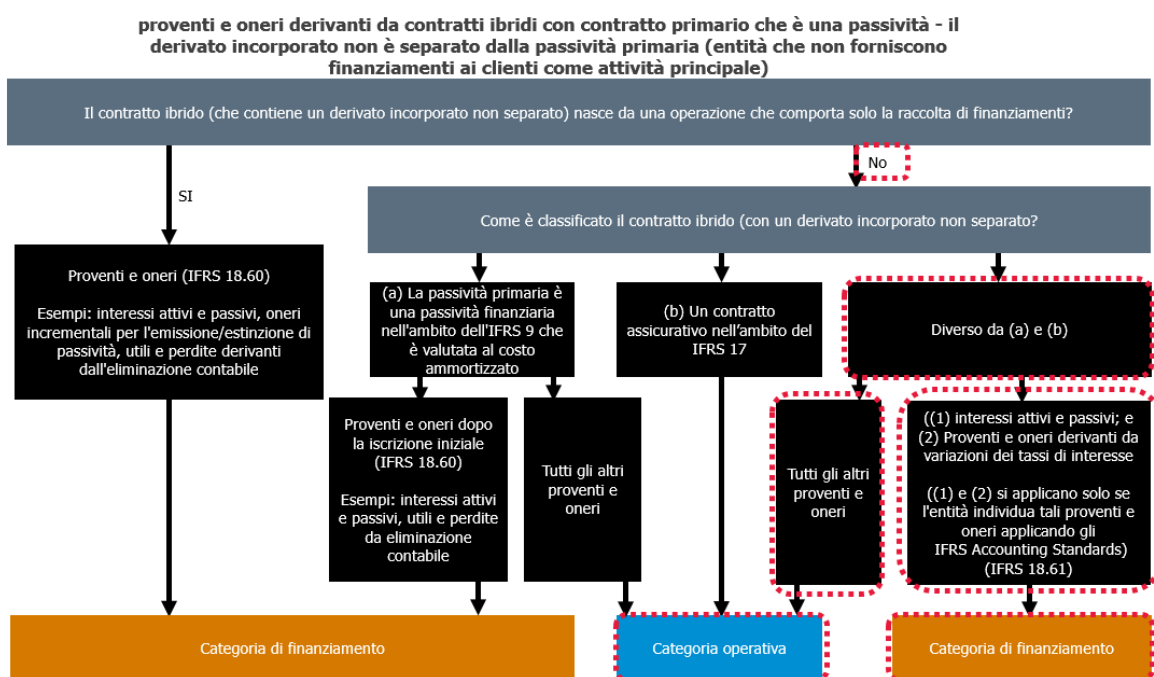 proventi e oneri derivanti da contratti ibridi con contratto primario che è una passività - il
derivato incorporato non è separato dalla passività primaria (entità che non forniscono
finanziamenti ai clienti come attività principale)
Il contratto ibrido (che contiene un derivato incorporato non separato) nasce da una operazione che comporta solo la raccolta di finanziamenti?
No
SI
Come è classificato il contratto ibrido (con un derivato incorporato non separato?
Proventi e oneri (IFRS 18.60)
Esempi: interessi attivi e passivi, oneri
incrementali per l'emissione/estinzione di
passività, utili e perdite derivanti
dall'eliminazione contabile
(a) La passività primaria è
una passività finanziaria
nell'ambito dell'IFRS 9 che
è valutata al costo
ammortizzato
(b) Un contratto
assicurativo nell’ambito del
IFRS 17
Diverso da (a) e (b)
Proventi e oneri dopo
la iscrizione iniziale
(IFRS 18.60)
Esempi: interessi attivi
e passivi, utili e perdite
da eliminazione
contabile
Tutti gli altri
proventi e
oneri
Tutti gli altri
proventi e
oneri
((1) interessi attivi e passivi; e
(2) Proventi e oneri derivanti da
variazioni dei tassi di interesse
((1) e (2) si applicano solo se
l'entità individua tali proventi e
oneri applicando gli
IFRS Accounting Standards)
(IFRS 18.61)
Categoria di finanziamento
Categoria operativa
Categoria di finanziamento